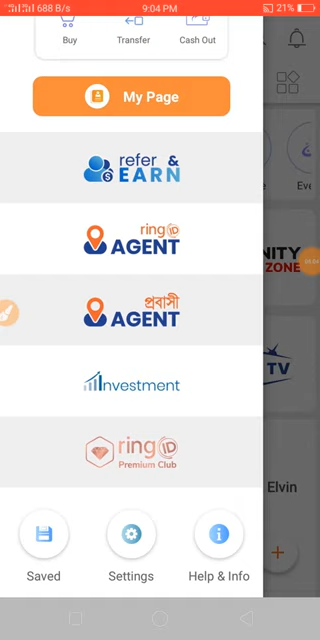 688 B/s 9:04 PM 21%
Buy Transfer Cash Out
My Page
refer &
EARN
ring ID
AGENT
প্রবাসী
AGENT
Investment
ring ID
Premium Club
Saved Settings Help & Info
Eve
NITY
ZONE
TV
Elvin